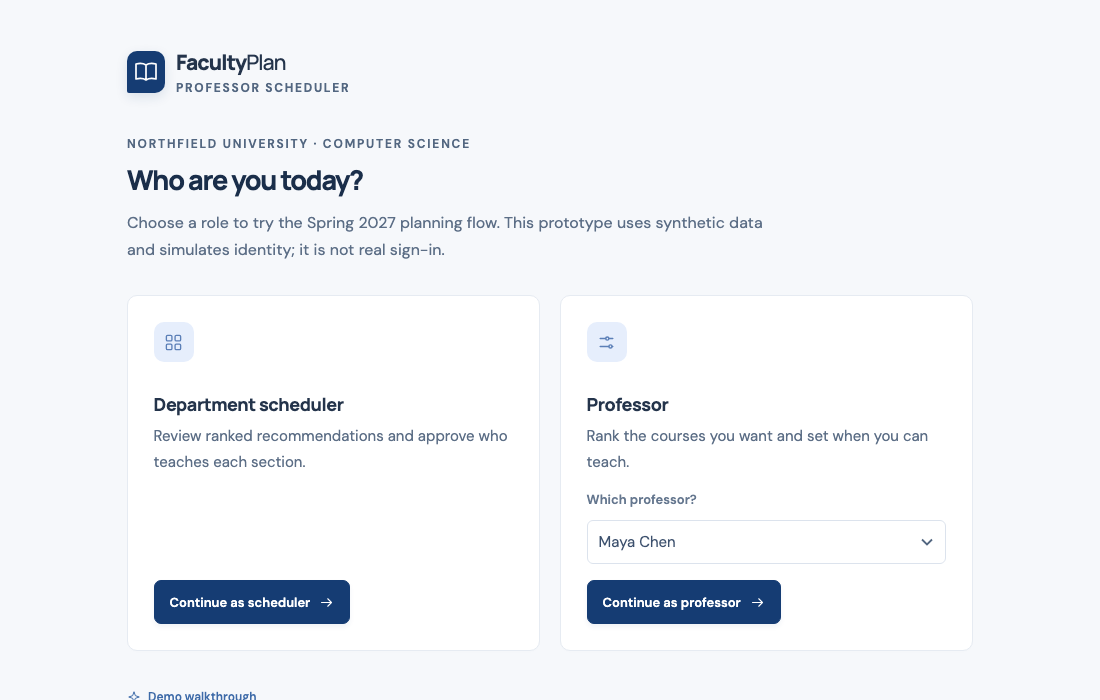 FacultyPlan
PROFESSOR SCHEDULER
NORTHFIELD UNIVERSITY · COMPUTER SCIENCE
Who are you today?
Choose a role to try the Spring 2027 planning flow. This prototype uses synthetic data
and simulates identity; it is not real sign-in.
Department scheduler
Review ranked recommendations and approve who
teaches each section.
Continue as scheduler
Professor
Rank the courses you want and set when you can
teach.
Which professor?
Maya Chen
Continue as professor
Demo walkthrough